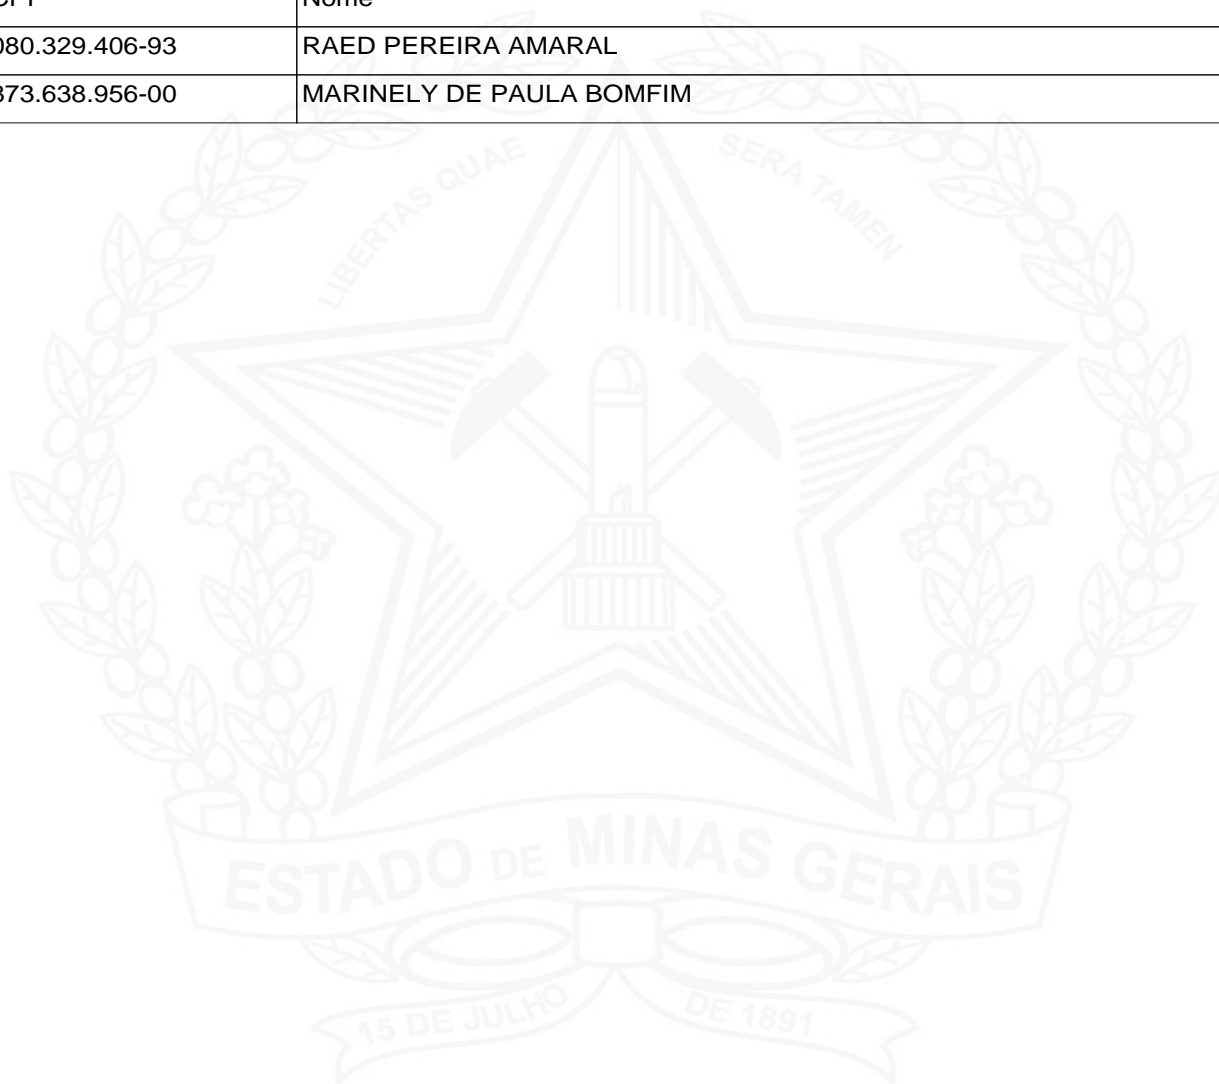 Nome
080.329.406-93 RAED PEREIRA AMARAL
873.638.956-00 MARINELY DE PAULA BOMFIM
LIBERTAS QUAE SERA TAMEN
ESTADO DE MINAS GERAIS
15 DE JULHO DE 1891